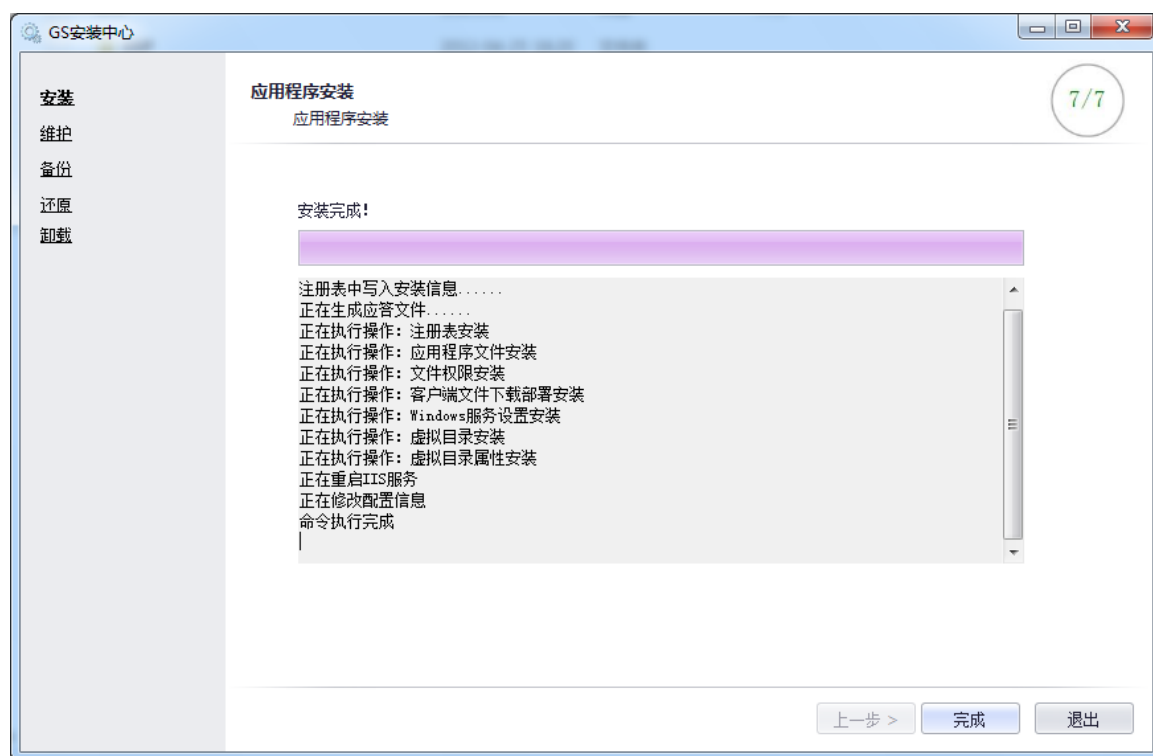 GS安装中心
安装
维护
备份
还原
卸载
应用程序安装
应用程序安装
7/7
安装完成!
注册表中写入安装信息......
正在生成应答文件......
正在执行操作: 注册表安装
正在执行操作: 应用程序文件安装
正在执行操作: 文件权限安装
正在执行操作: 客户端文件下载部署安装
正在执行操作: Windows服务设置安装
正在执行操作: 虚拟目录安装
正在执行操作: 虚拟目录属性安装
正在重启IIS服务
正在修改配置信息
命令执行完成
上一步 >
完成
退出